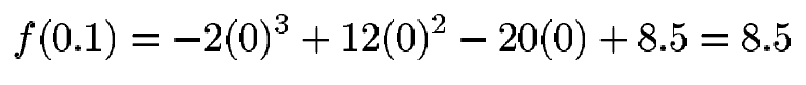 f(0.1) = −2(0)³ + 12(0)² − 20(0) + 8.5 = 8.5